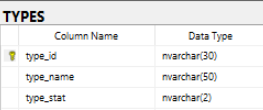 TYPES
Column Name Data Type
type_id nvarchar(30)
type_name nvarchar(50)
type_stat nvarchar(2)